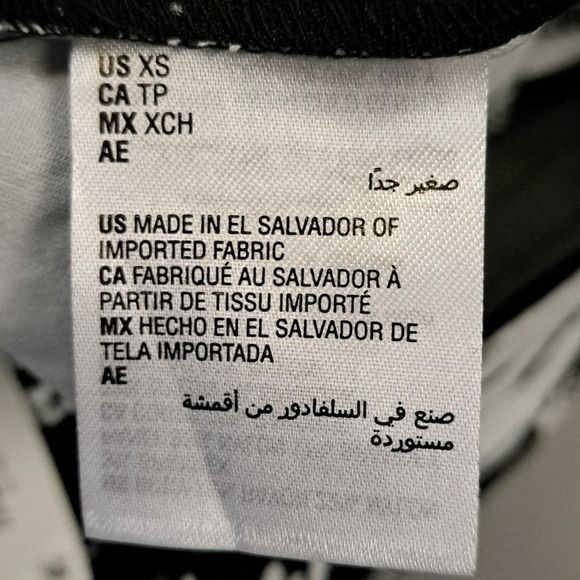 US XS
CA TP
MX XCH
AE
صغير جدًا
US MADE IN EL SALVADOR OF
IMPORTED FABRIC
CA FABRIQUÉ AU SALVADOR À
PARTIR DE TISSU IMPORTÉ
MX HECHO EN EL SALVADOR DE
TELA IMPORTADA
AE
صنع في السلفادور من أقمشة
مستوردة